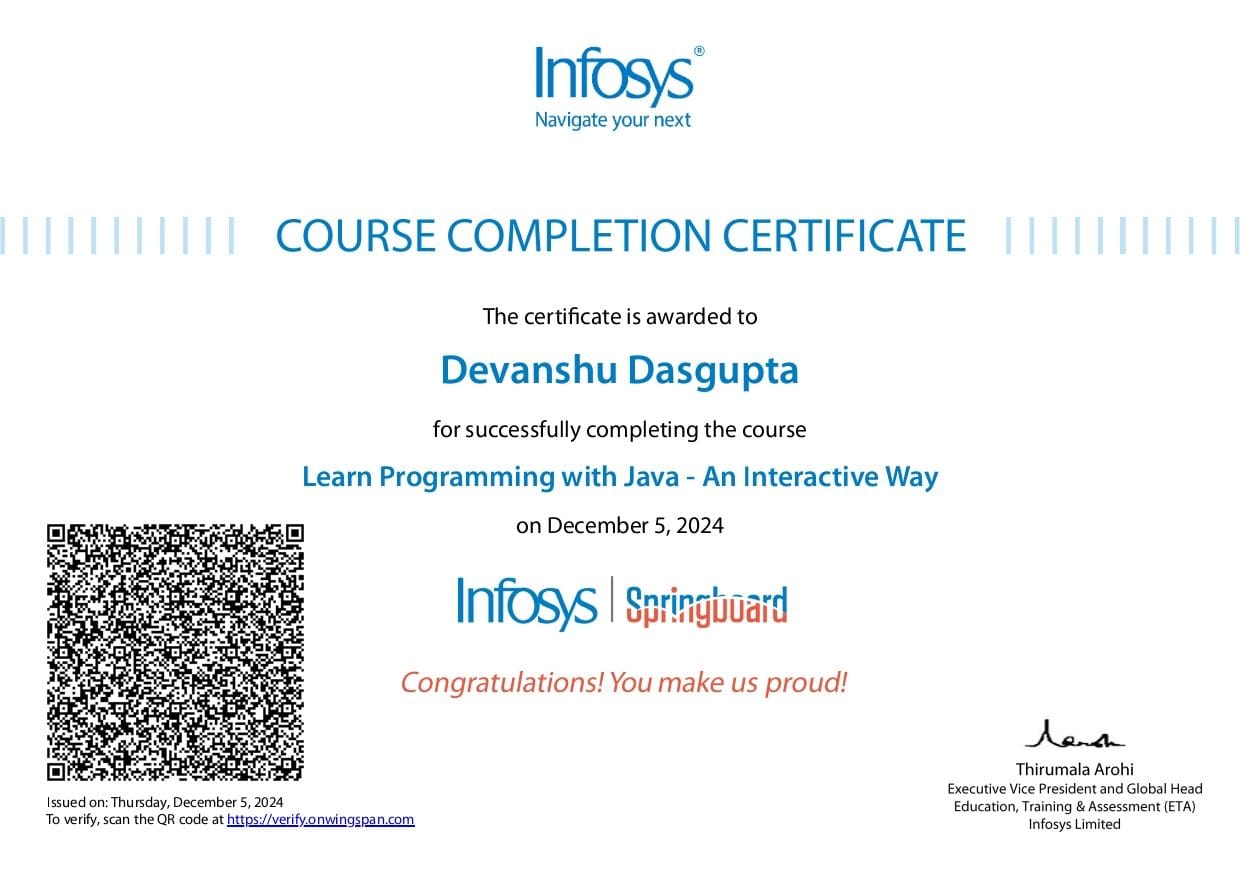 Infosys®
Navigate your next
COURSE COMPLETION CERTIFICATE
The certificate is awarded to
Devanshu Dasgupta
for successfully completing the course
Learn Programming with Java - An Interactive Way
on December 5, 2024
Infosys | Springboard
Congratulations! You make us proud!
Issued on: Thursday, December 5, 2024
To verify, scan the QR code at https://verify.onwingspan.com
Thirumala Arohi
Executive Vice President and Global Head
Education, Training & Assessment (ETA)
Infosys Limited